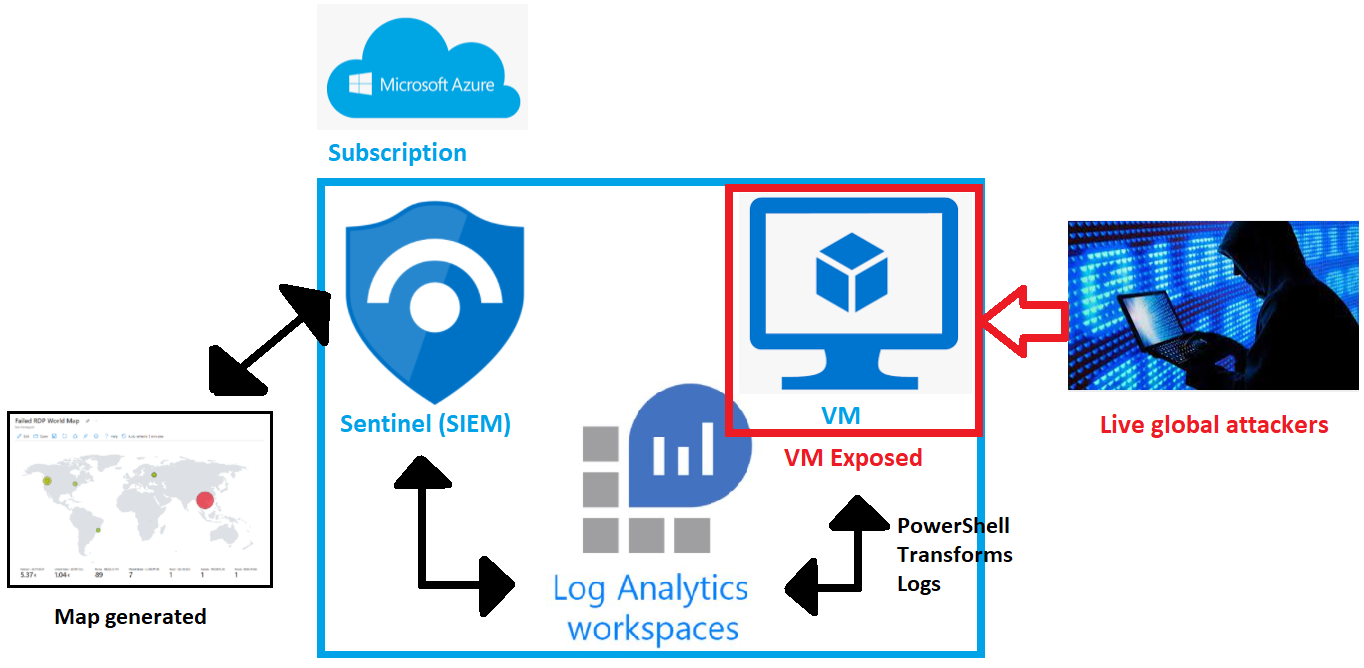 Microsoft Azure
Subscription
Sentinel (SIEM)
VM
VM Exposed
Live global attackers
PowerShell
Transforms
Logs
Log Analytics
workspaces
Failed RDP World Map
5.37 K
1.04 K
89
7
1
1
1
Map generated